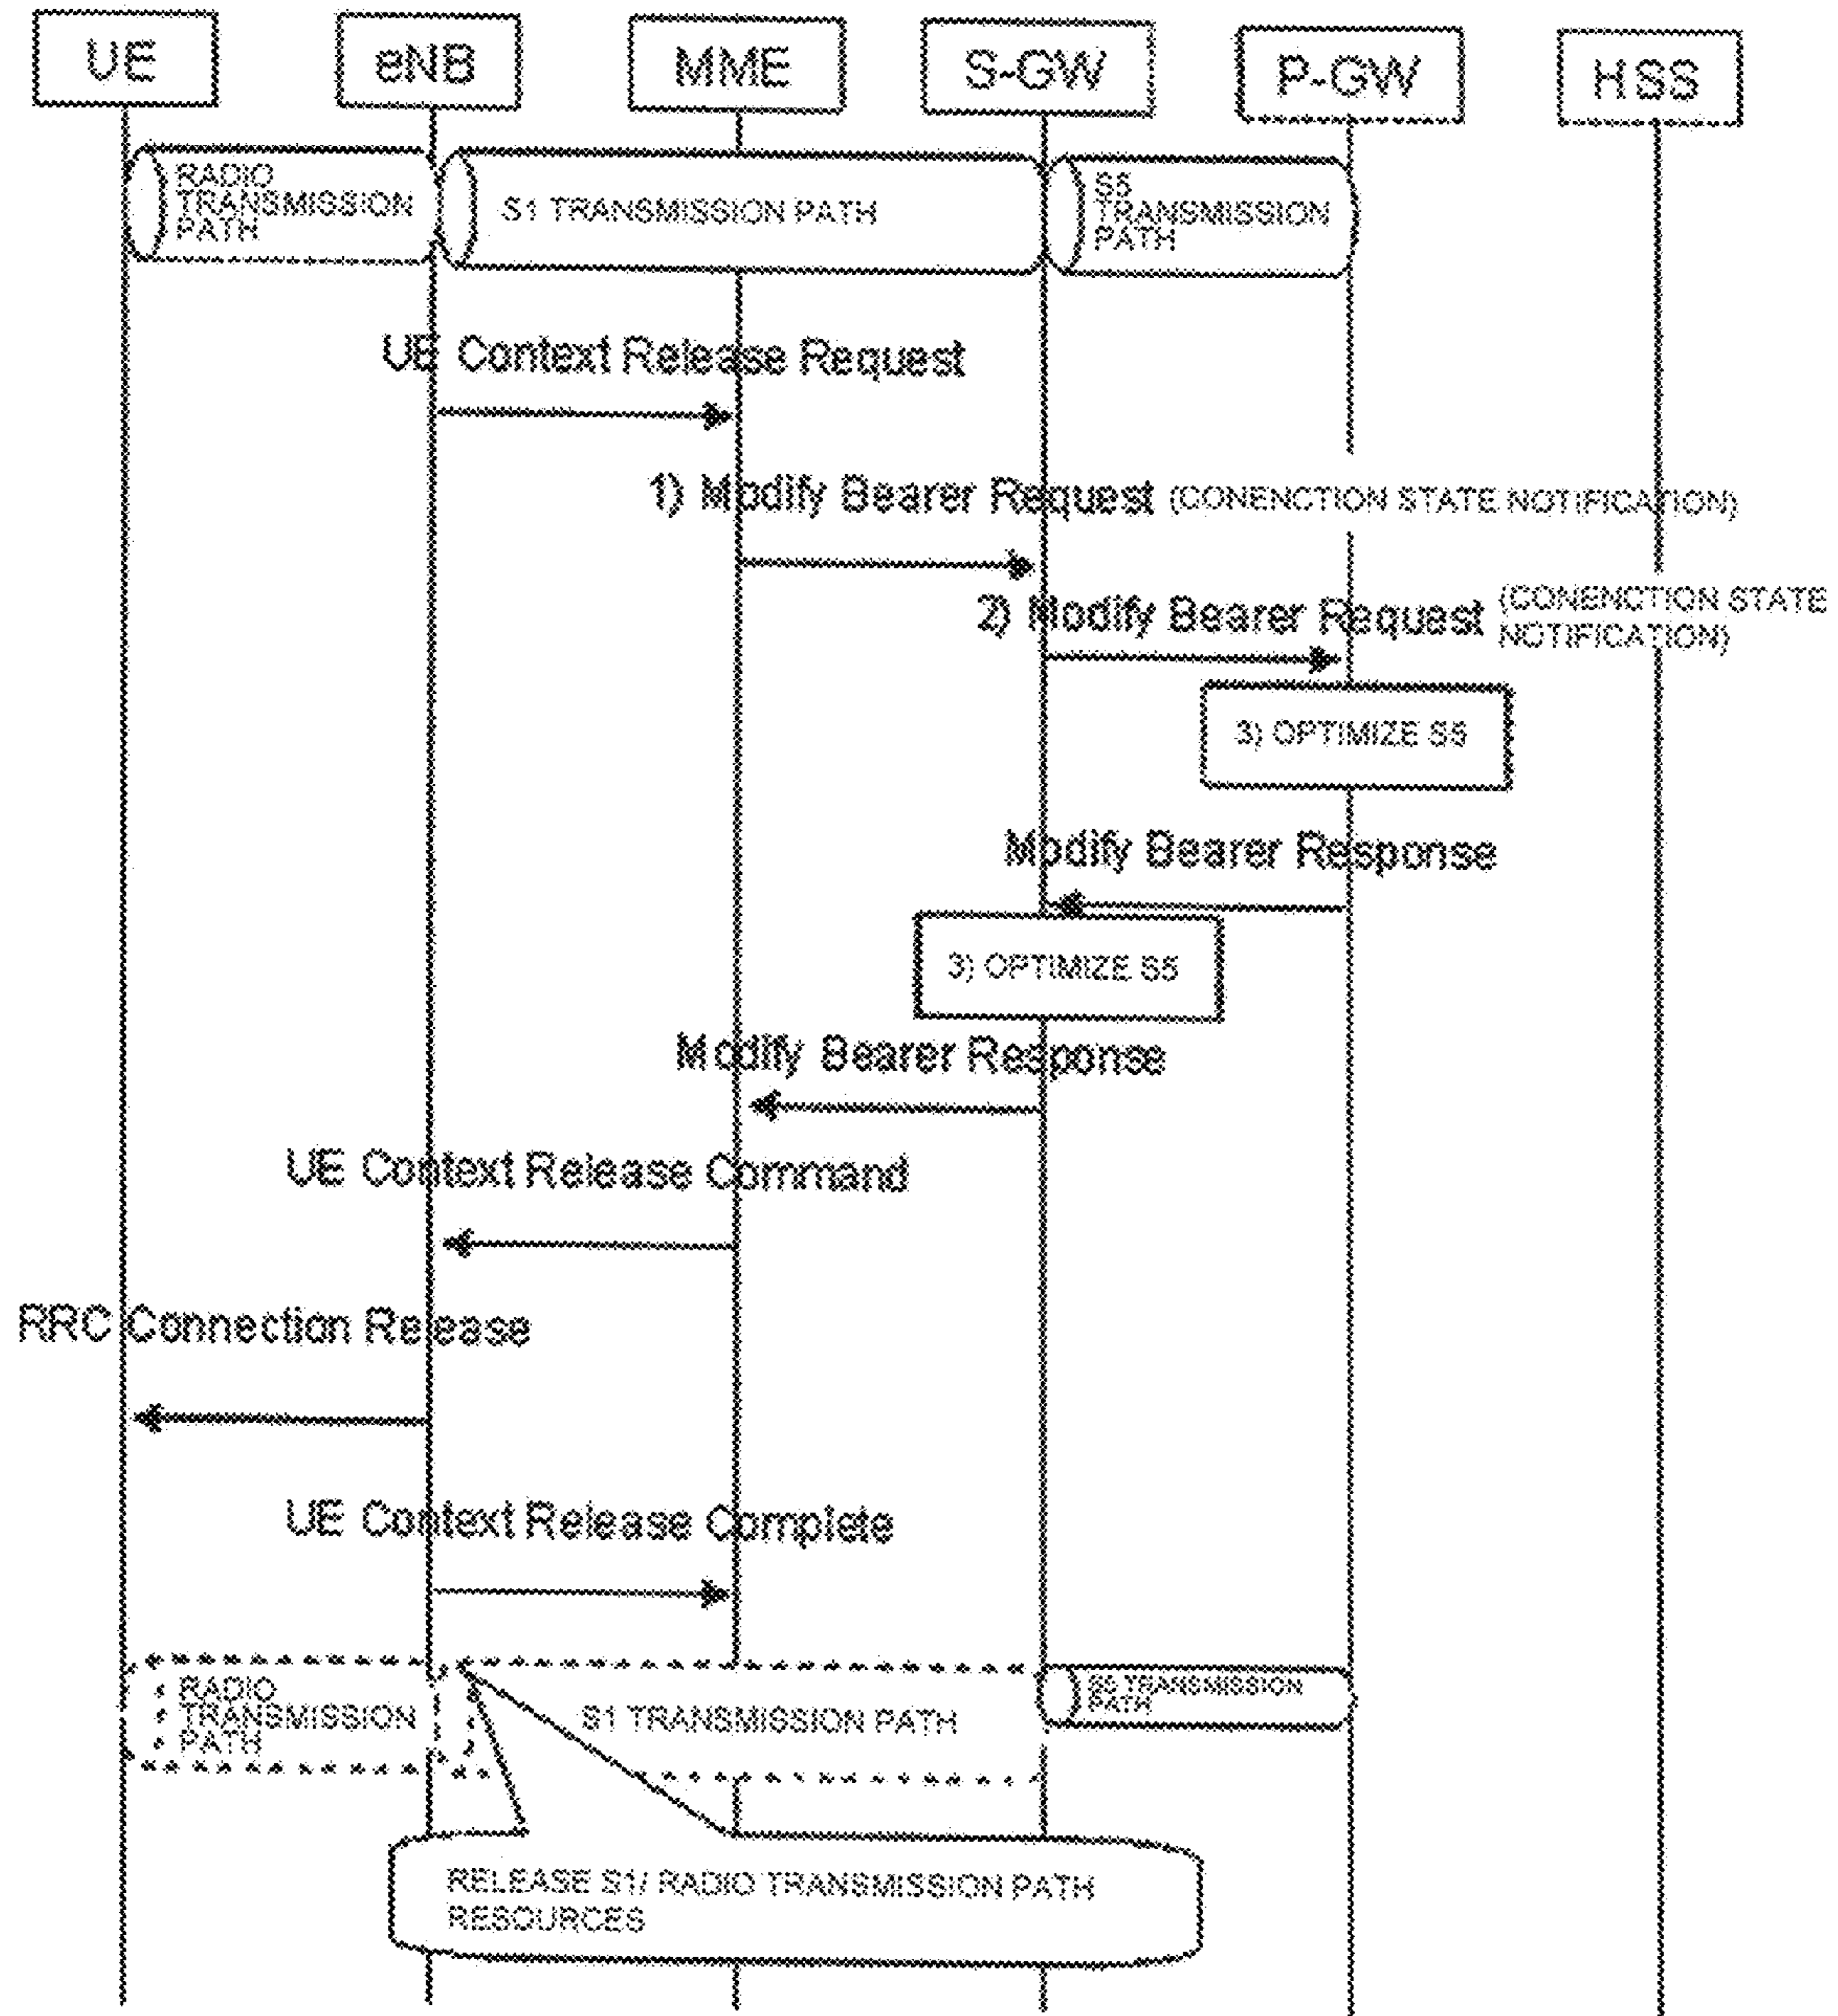 UE
eNB
MME
S-GW
P-GW
HSS
RADIO
TRANSMISSION
PATH
S1 TRANSMISSION PATH
S5
TRANSMISSION
PATH
UE Context Release Request
1) Modify Bearer Request (CONENCTION STATE NOTIFICATION)
2) Modify Bearer Request (CONENCTION STATE
NOTIFICATION)
3) OPTIMIZE S5
Modify Bearer Response
3) OPTIMIZE S5
Modify Bearer Response
UE Context Release Command
RRC Connection Release
UE Context Release Complete
RADIO
TRANSMISSION
PATH
S1 TRANSMISSION PATH
S5 TRANSMISSION
PATH
RELEASE S1/ RADIO TRANSMISSION PATH
RESOURCES